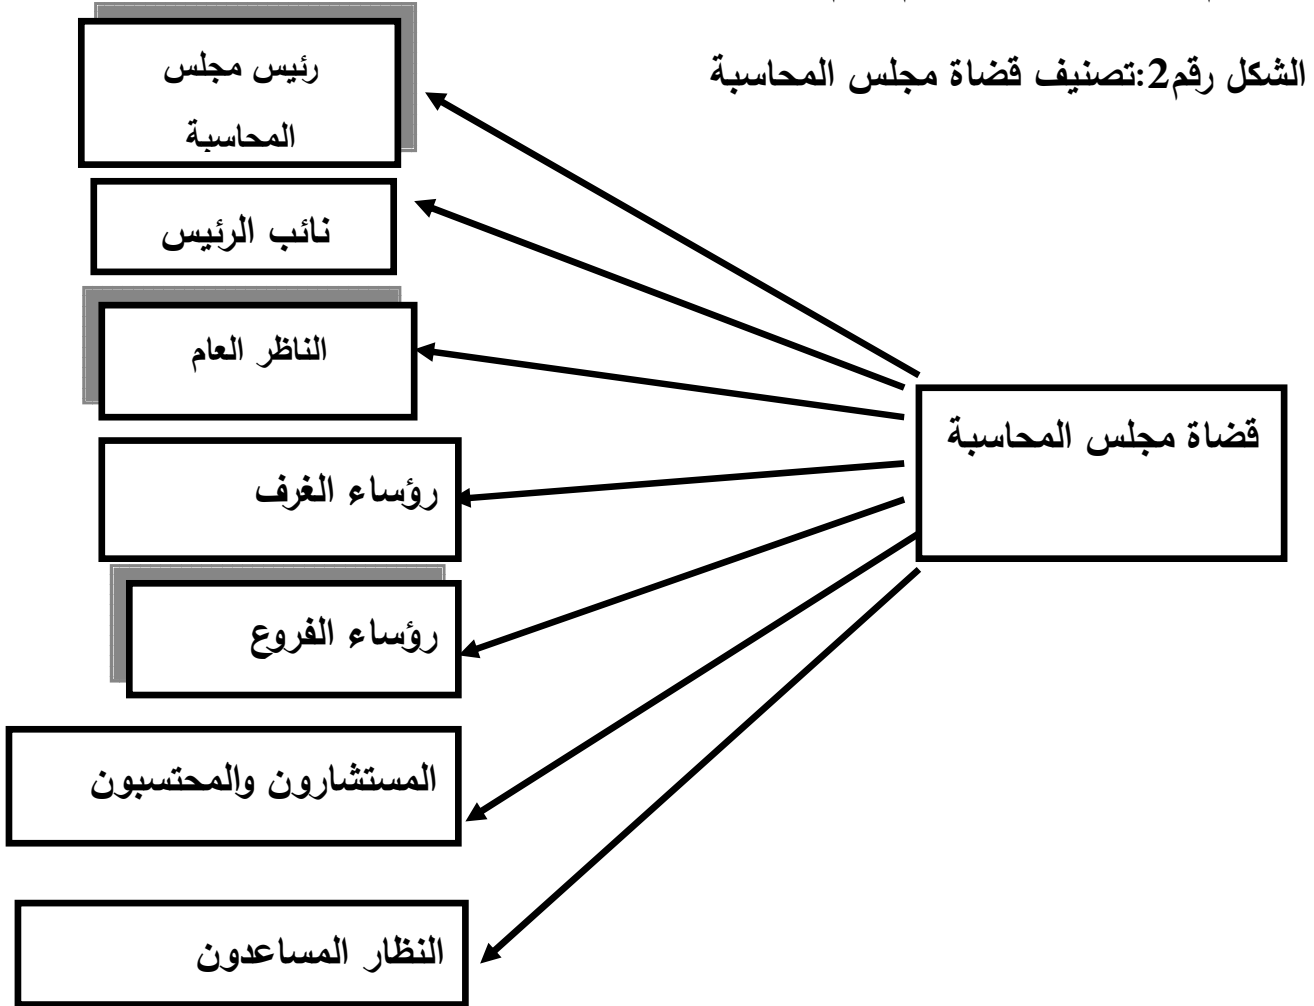 الشكل رقم2:تصنيف قضاة مجلس المحاسبة
رئيس مجلس
المحاسبة
نائب الرئيس
الناظر العام
قضاة مجلس المحاسبة
رؤساء الغرف
رؤساء الفروع
المستشارون والمحتسبون
النظار المساعدون